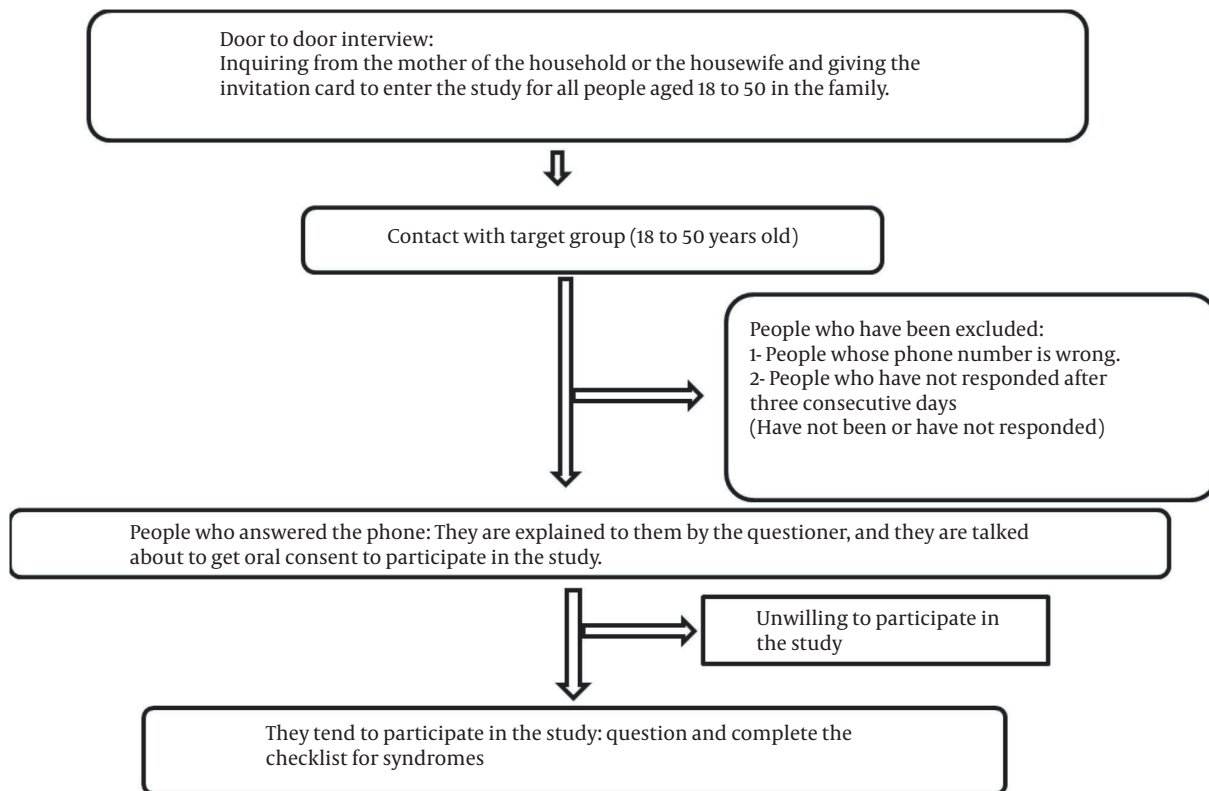 Door to door interview:
Inquiring from the mother of the household or the housewife and giving the
invitation card to enter the study for all people aged 18 to 50 in the family.
Contact with target group (18 to 50 years old)
People who have been excluded:
1- People whose phone number is wrong.
2- People who have not responded after
three consecutive days
(Have not been or have not responded)
People who answered the phone: They are explained to them by the questioner, and they are talked
about to get oral consent to participate in the study.
Unwilling to participate in
the study
They tend to participate in the study: question and complete the
checklist for syndromes